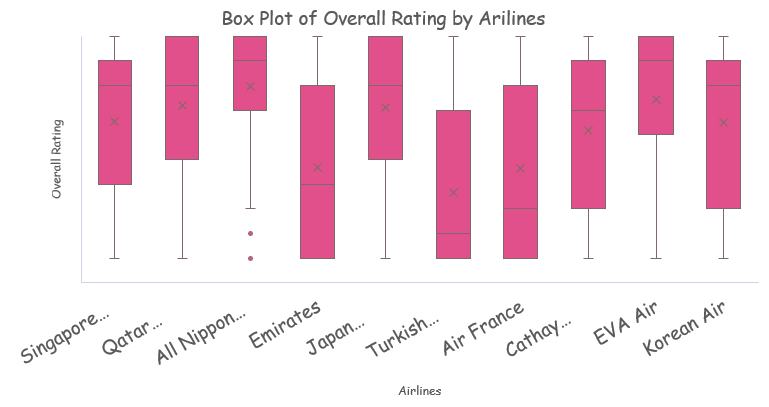 Box Plot of Overall Rating by Arilines
Overall Rating
Singapore...
Qatar...
All Nippon...
Emirates
Japan...
Turkish...
Air France
Cathay...
EVA Air
Korean Air
Airlines